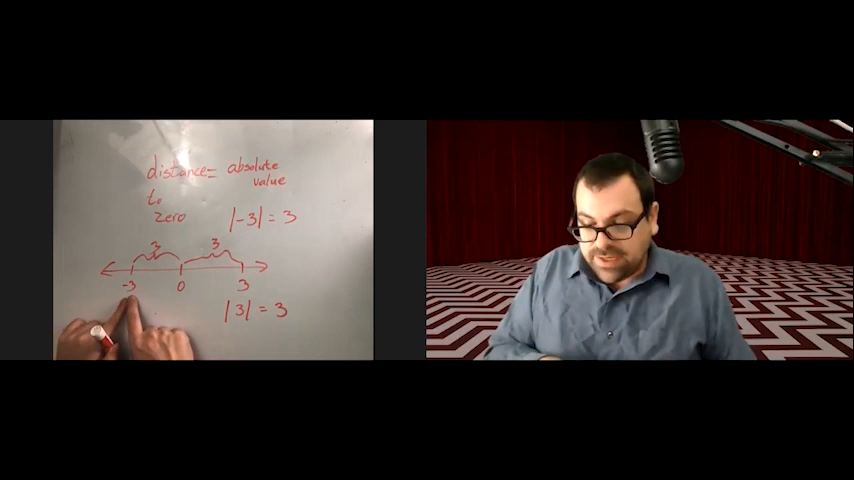 distance= absolute
value
to
zero
|-3| = 3
3 3
-3 0 3
|3| = 3